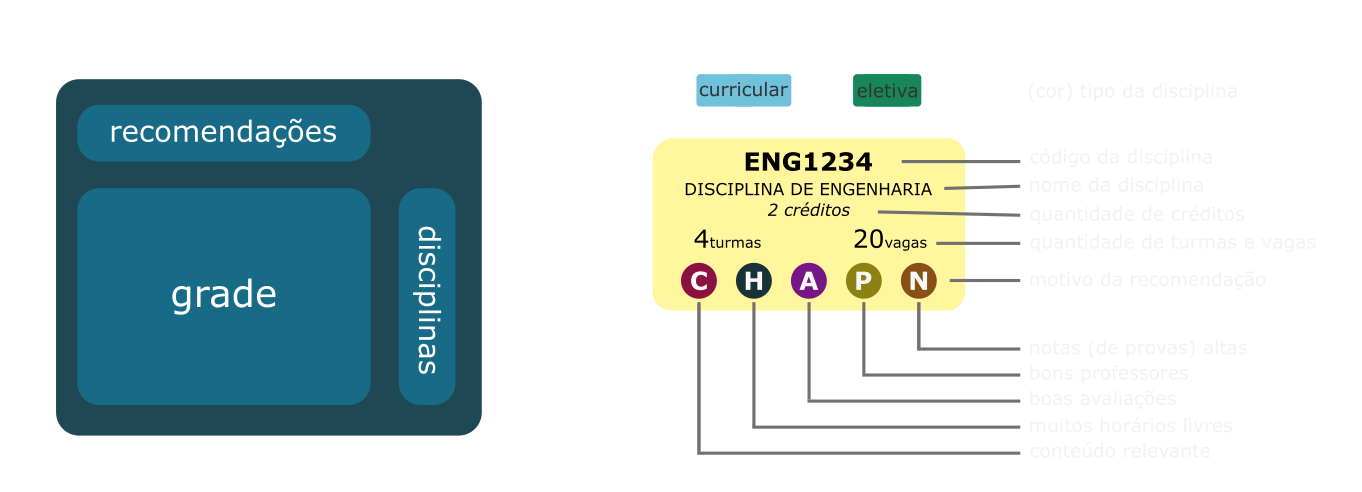 recomendações
grade
disciplinas
curricular
eletiva
(cor) tipo da disciplina
ENG1234
código da disciplina
DISCIPLINA DE ENGENHARIA
nome da disciplina
2 créditos
quantidade de créditos
4turmas
20vagas
quantidade de turmas e vagas
C H A P N
motivo da recomendação
notas (de provas) altas
bons professores
boas avaliações
muitos horários livres
conteúdo relevante